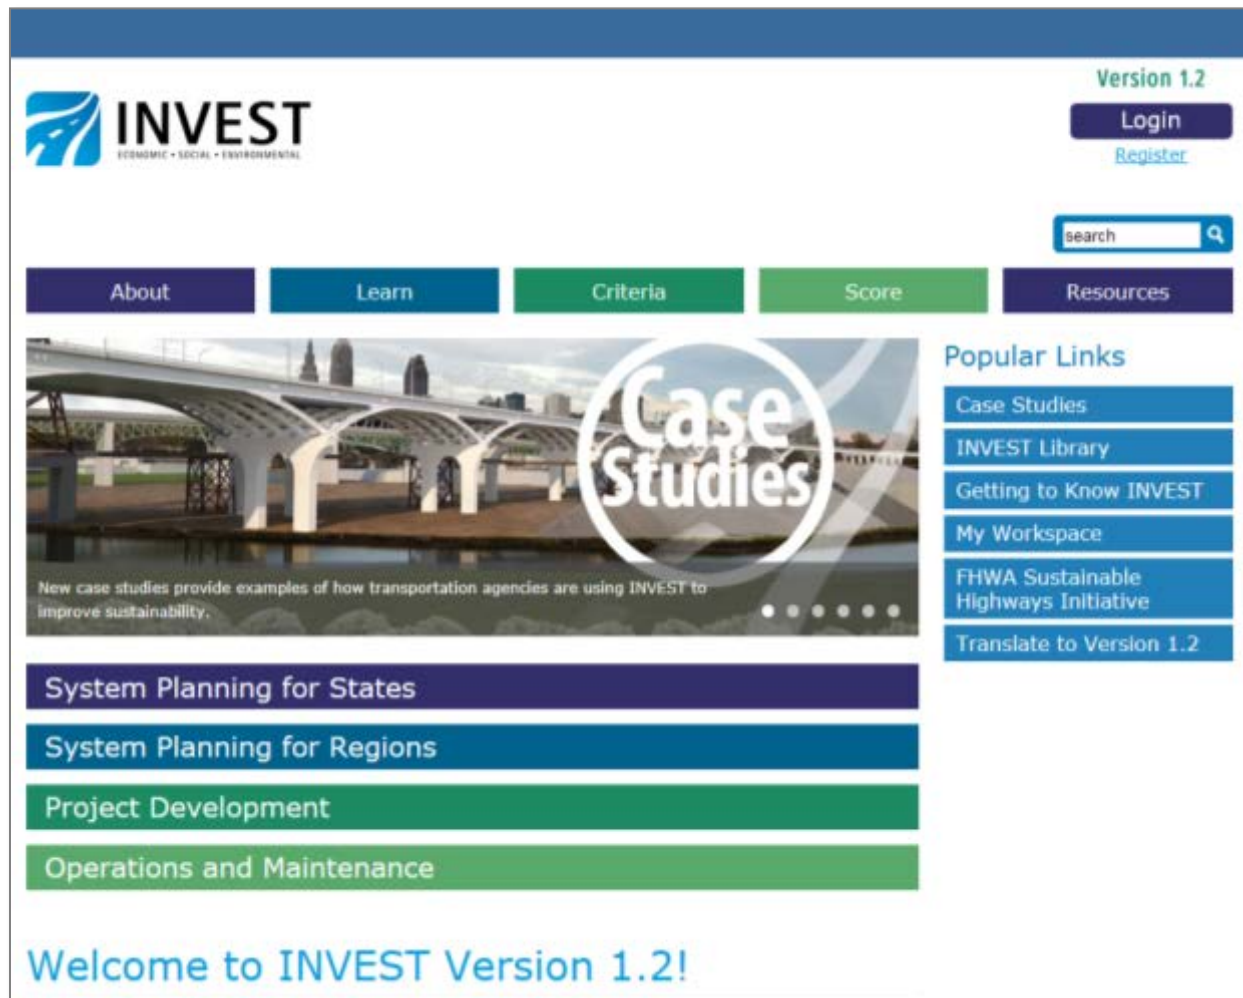 Version 1.2
INVEST
ECONOMIC • SOCIAL • ENVIRONMENTAL
Login
Register
search
About
Learn
Criteria
Score
Resources
Case
Studies
New case studies provide examples of how transportation agencies are using INVEST to
improve sustainability.
Popular Links
Case Studies
INVEST Library
Getting to Know INVEST
My Workspace
FHWA Sustainable
Highways Initiative
Translate to Version 1.2
System Planning for States
System Planning for Regions
Project Development
Operations and Maintenance
Welcome to INVEST Version 1.2!